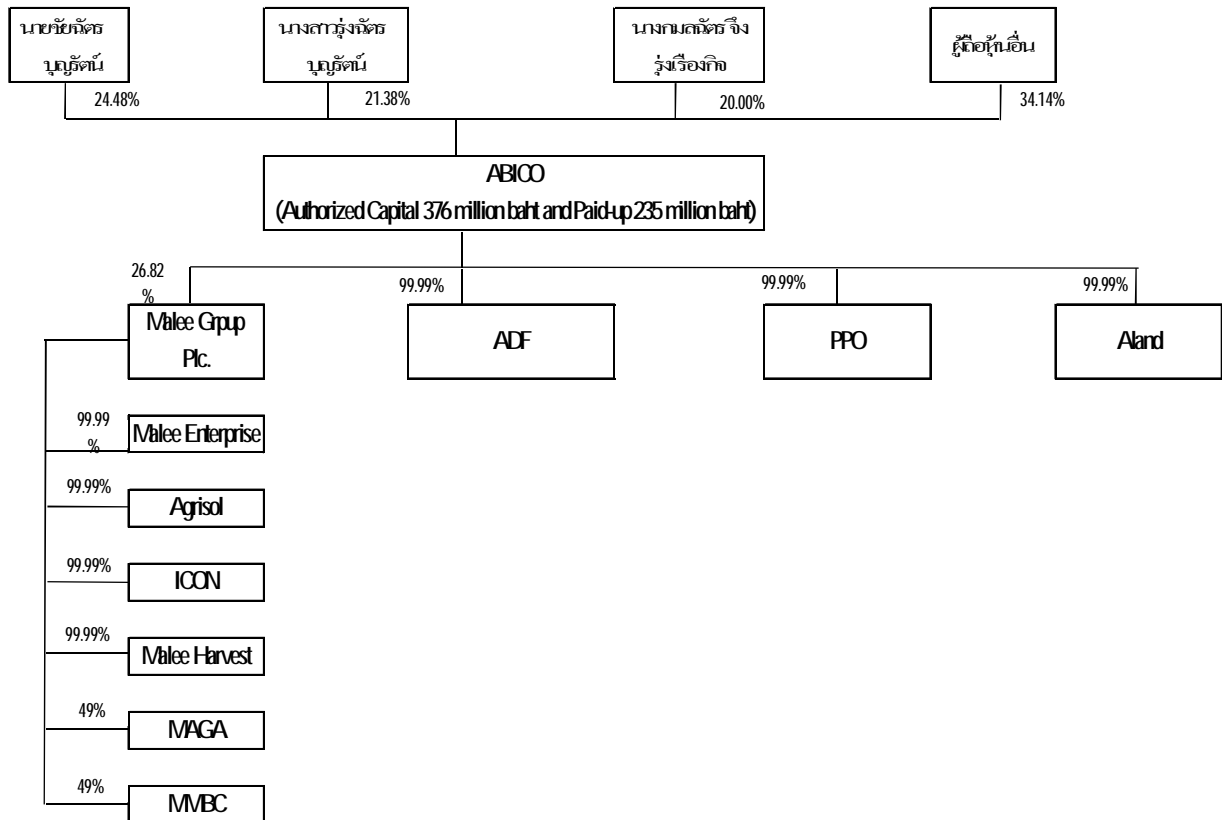 นายชัยฉัตร
บุญรัตน์
นางสาวรุ่งฉัตร
บุญรัตน์
นางกมลฉัตร จึง
รุ่งเรืองกิจ
ผู้ถือหุ้นอื่น
24.48%
21.38%
20.00%
34.14%
ABICO
(Authorized Capital 376 million baht and Paid-up 235 million baht)
26.82
%
99.99%
99.99%
99.99%
Malee Grpup
Plc.
ADF
PPO
Aland
99.99
%
Malee Enterprise
99.99%
Agrisol
99.99%
ICON
99.99%
Malee Harvest
49%
MAGA
49%
MMBC